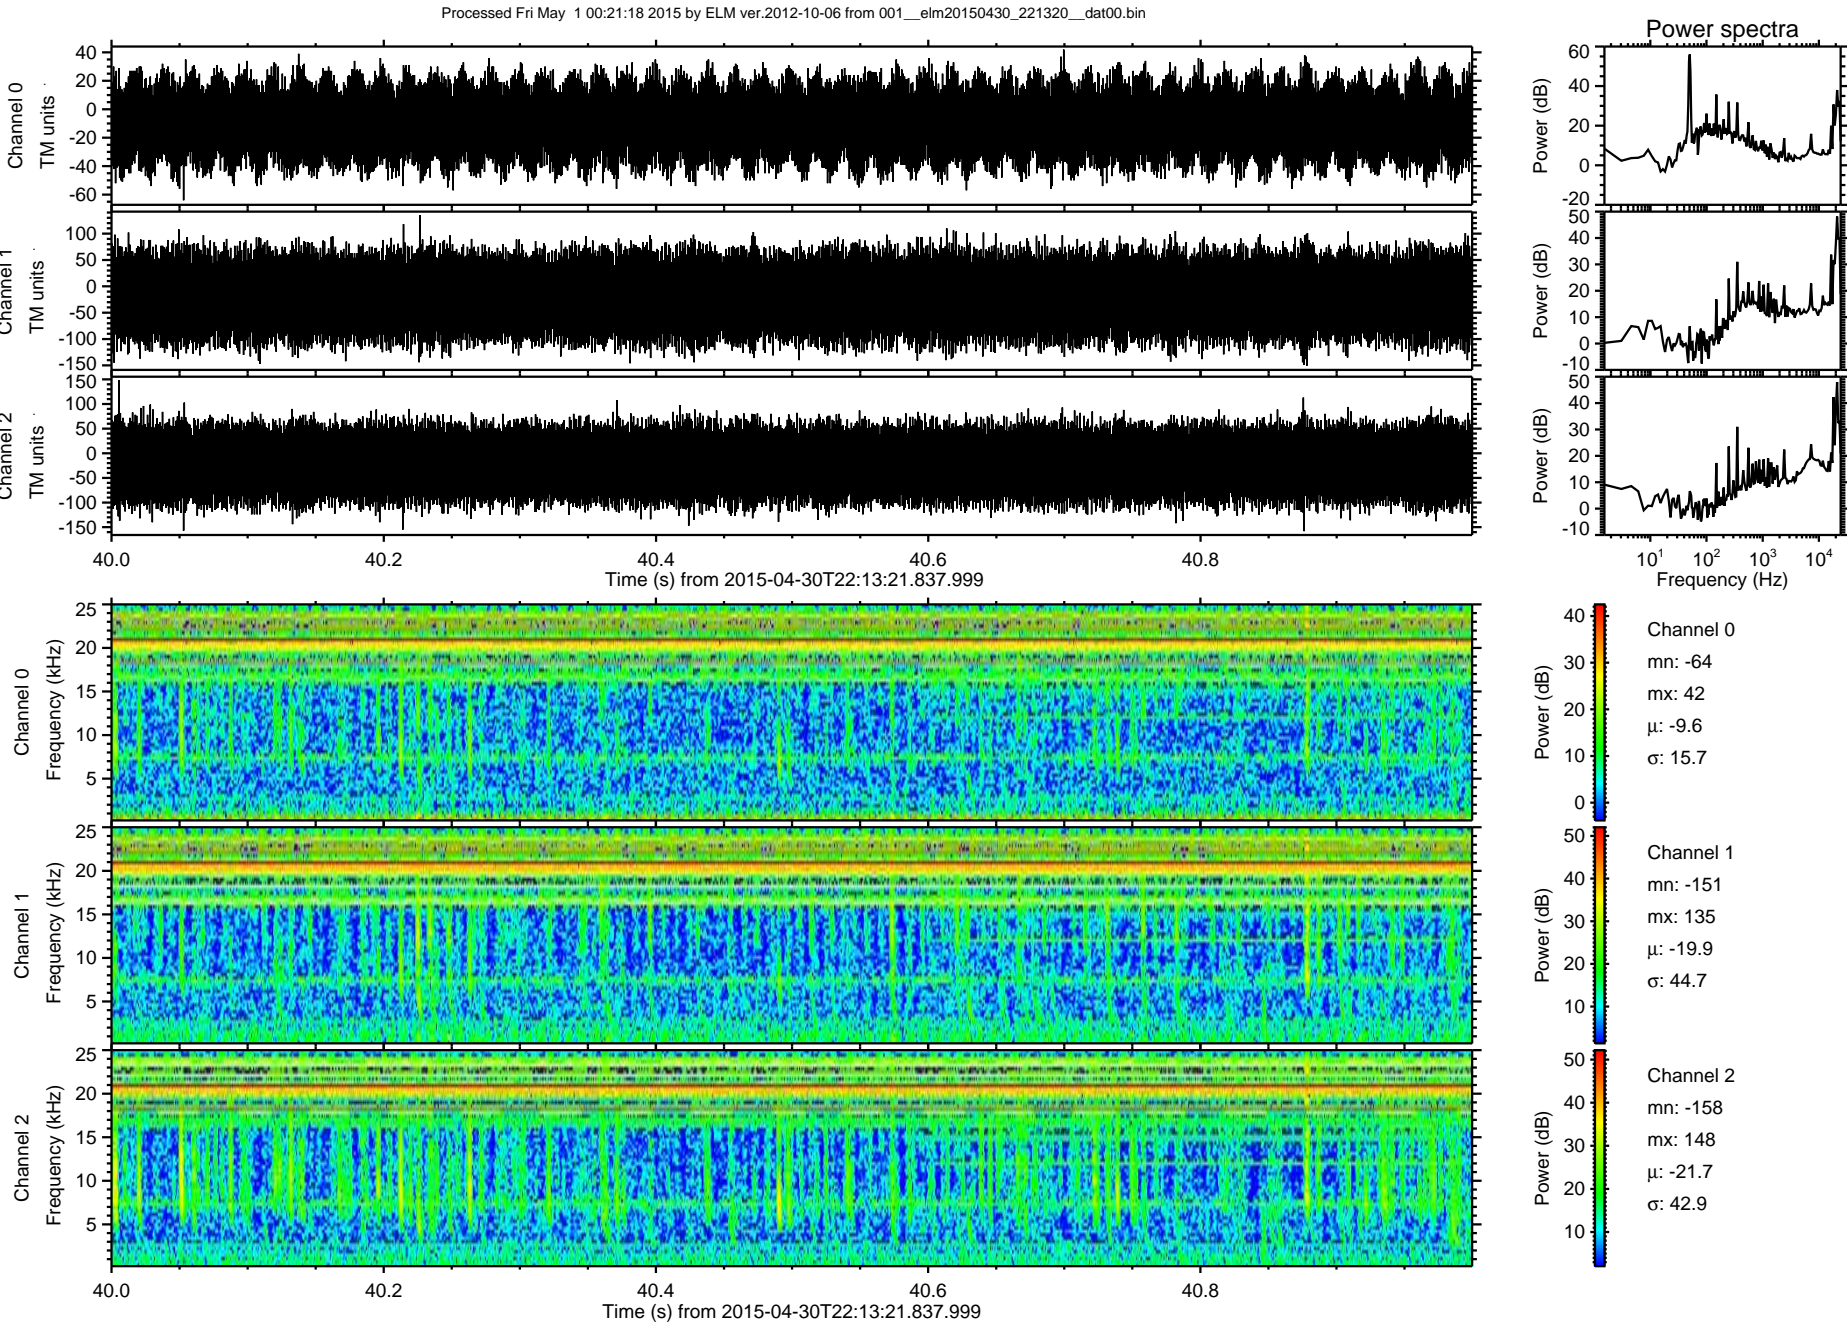 Processed Fri May 1 00:21:18 2015 by ELM ver.2012-10-06 from 001__elm20150430_221320__dat00.bin
Power spectra
Channel 0
TM units
40
20
0
-20
-40
-60
Power (dB)
60
40
20
0
-20
Channel 1
TM units
100
50
0
-50
-100
-150
Power (dB)
50
40
30
20
10
0
-10
Channel 2
TM units
150
100
50
0
-50
-100
-150
Power (dB)
50
40
30
20
10
0
-10
40.0 40.2 40.4 40.6 40.8
Time (s) from 2015-04-30T22:13:21.837.999
10¹ 10² 10³ 10⁴
Frequency (Hz)
Channel 0
Frequency (kHz)
25
20
15
10
5
Power (dB)
40
30
20
10
0
Channel 0
mn: -64
mx: 42
μ: -9.6
σ: 15.7
Channel 1
Frequency (kHz)
25
20
15
10
5
Power (dB)
50
40
30
20
10
Channel 1
mn: -151
mx: 135
μ: -19.9
σ: 44.7
Channel 2
Frequency (kHz)
25
20
15
10
5
Power (dB)
50
40
30
20
10
Channel 2
mn: -158
mx: 148
μ: -21.7
σ: 42.9
40.0 40.2 40.4 40.6 40.8
Time (s) from 2015-04-30T22:13:21.837.999